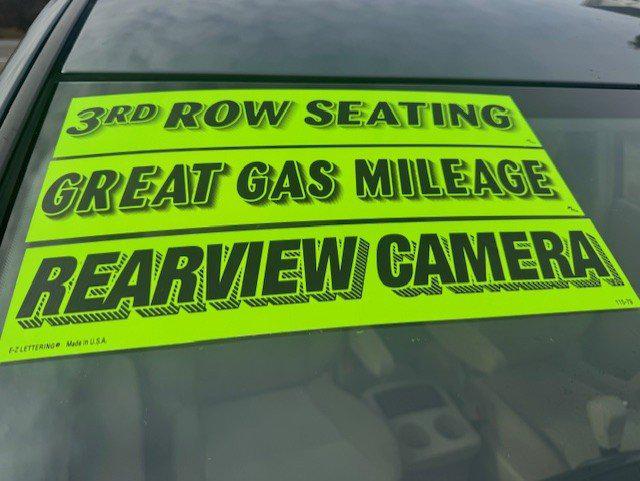 3RD ROW SEATING
GREAT GAS MILEAGE
REARVIEW CAMERA
E-Z LETTERING® Made in U.S.A.